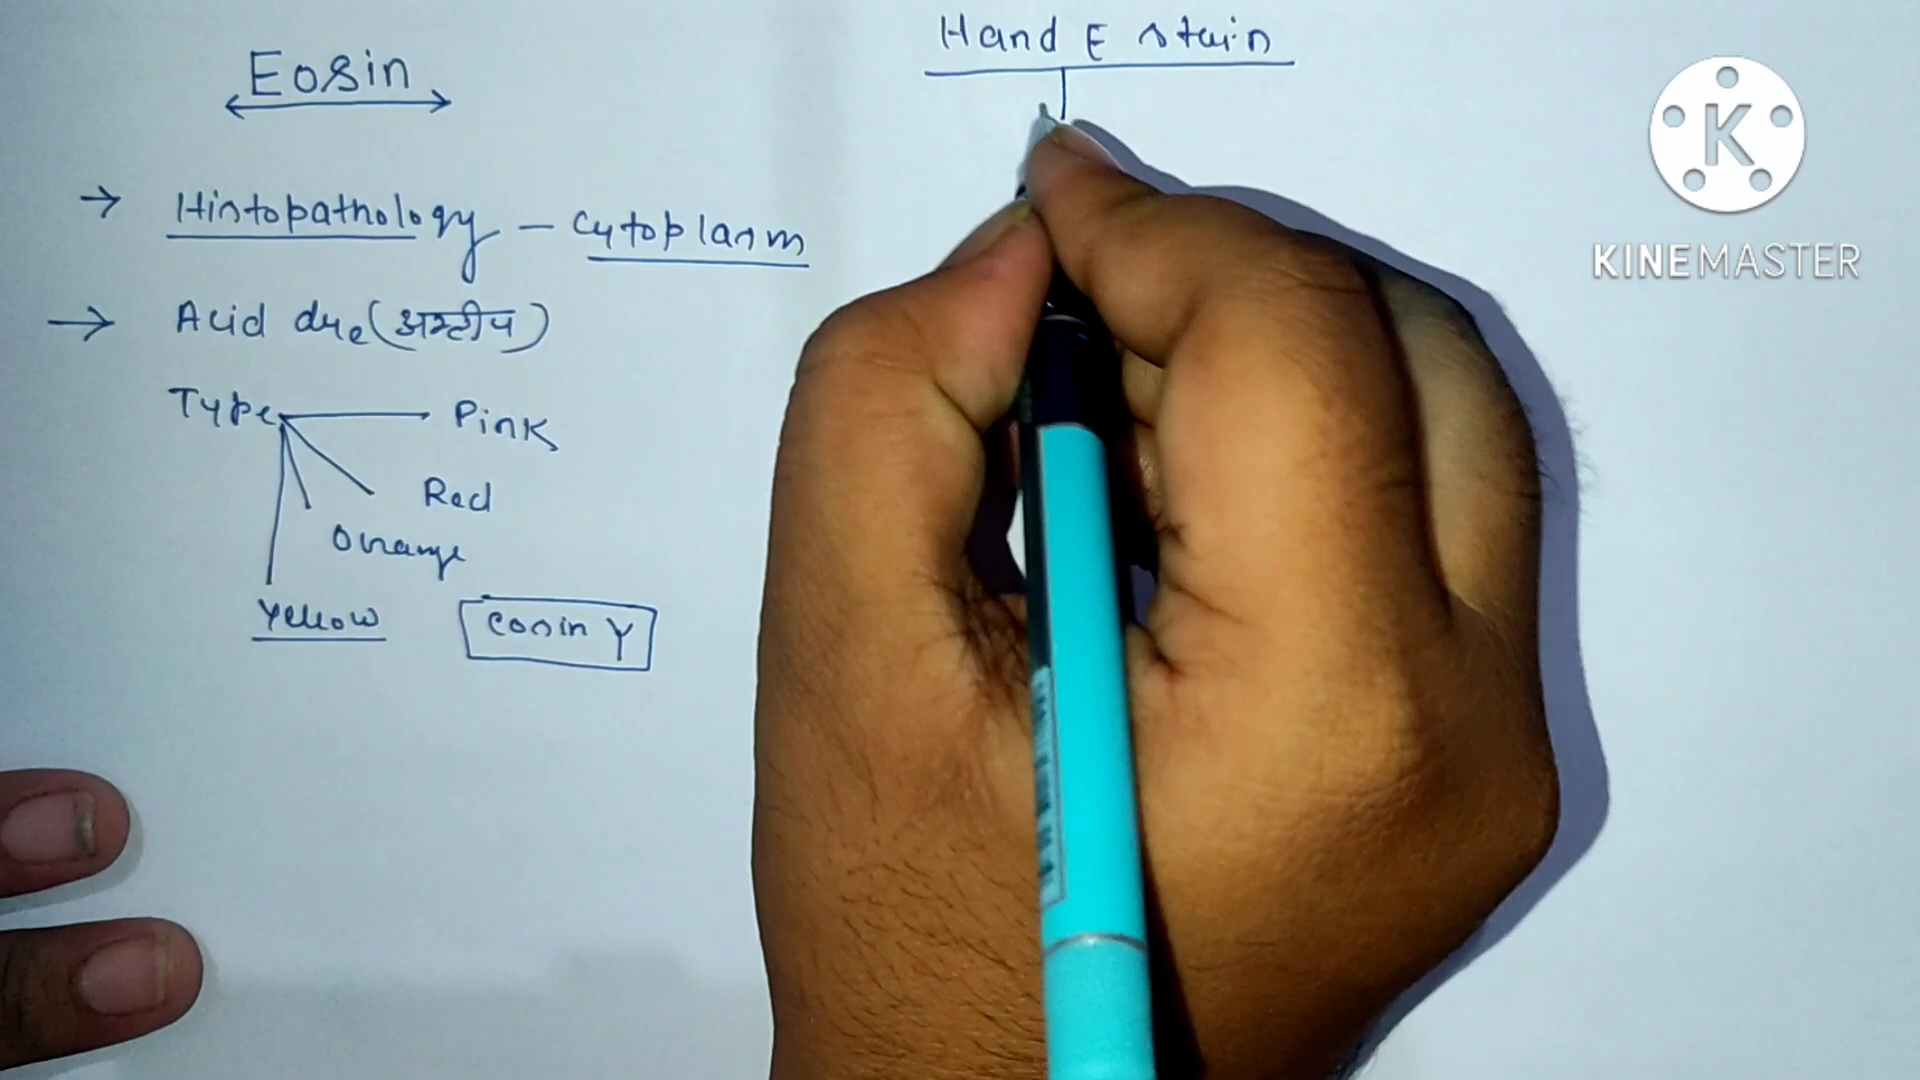 Eosin
→ Histopathology - Cytoplasm
→ Acid dye (अम्लीय)
Type
Pink
Red
Orange
Yellow
eosin Y
H and E stain
K
KINEMASTER